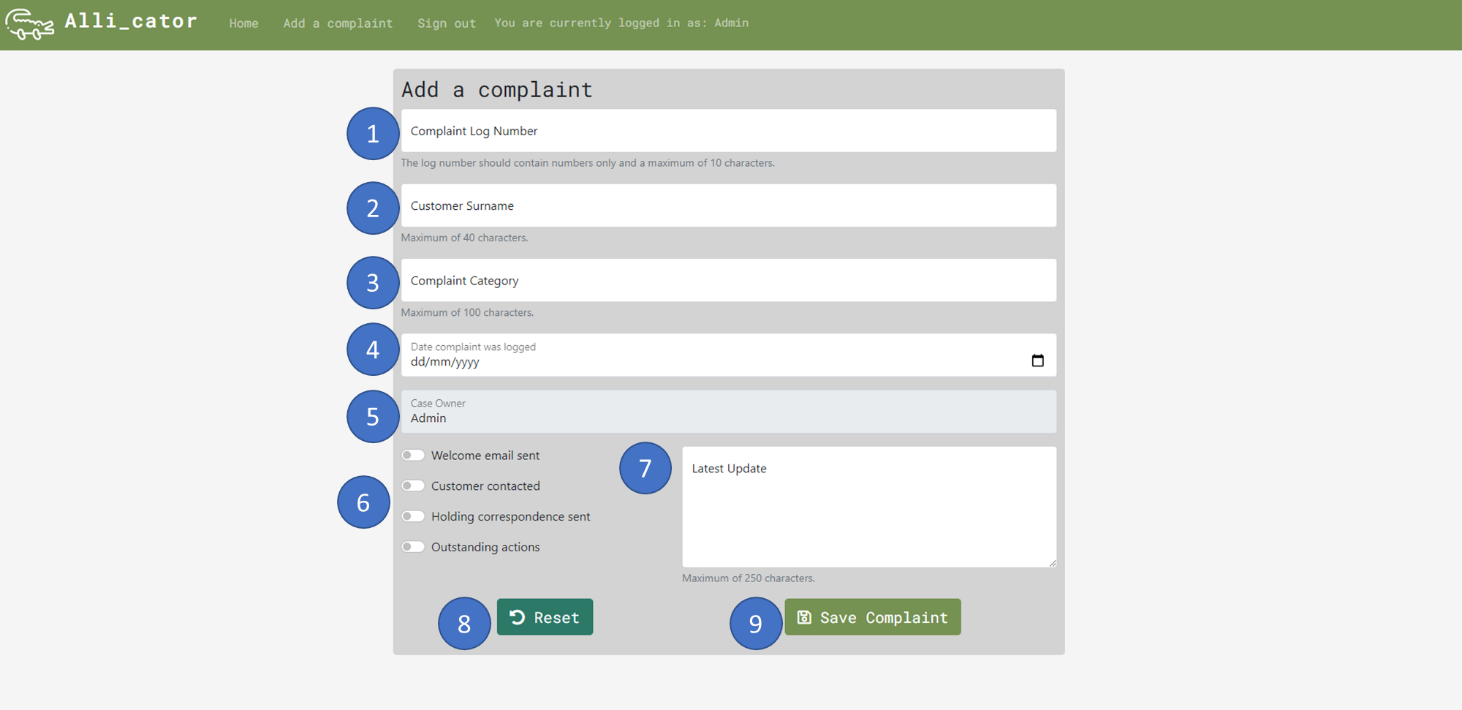 Alli_cator Home Add a complaint Sign out You are currently logged in as: Admin
Add a complaint
1 Complaint Log Number
The log number should contain numbers only and a maximum of 10 characters.
2 Customer Surname
Maximum of 40 characters.
3 Complaint Category
Maximum of 100 characters.
4 Date complaint was logged
dd/mm/yyyy
5 Case Owner
Admin
6
Welcome email sent
Customer contacted
Holding correspondence sent
Outstanding actions
7 Latest Update
Maximum of 250 characters.
8 Reset
9 Save Complaint